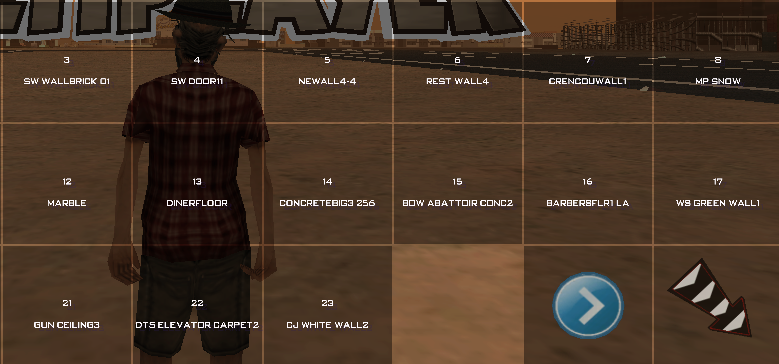 3 4 5 6 7 8
SW WALLBRICK 01 SW DOOR11 NEWALL4-4 REST WALL4 CRENCOUWALL1 MP SNOW
12 13 14 15 16 17
MARBLE DINERFLOOR CONCRETEBIG3 256 BOW ABATTOIR CONC2 BARBERSFLR1 LA WS GREEN WALL1
21 22 23
GUN CEILING3 DTS ELEVATOR CARPET2 CJ WHITE WALL2